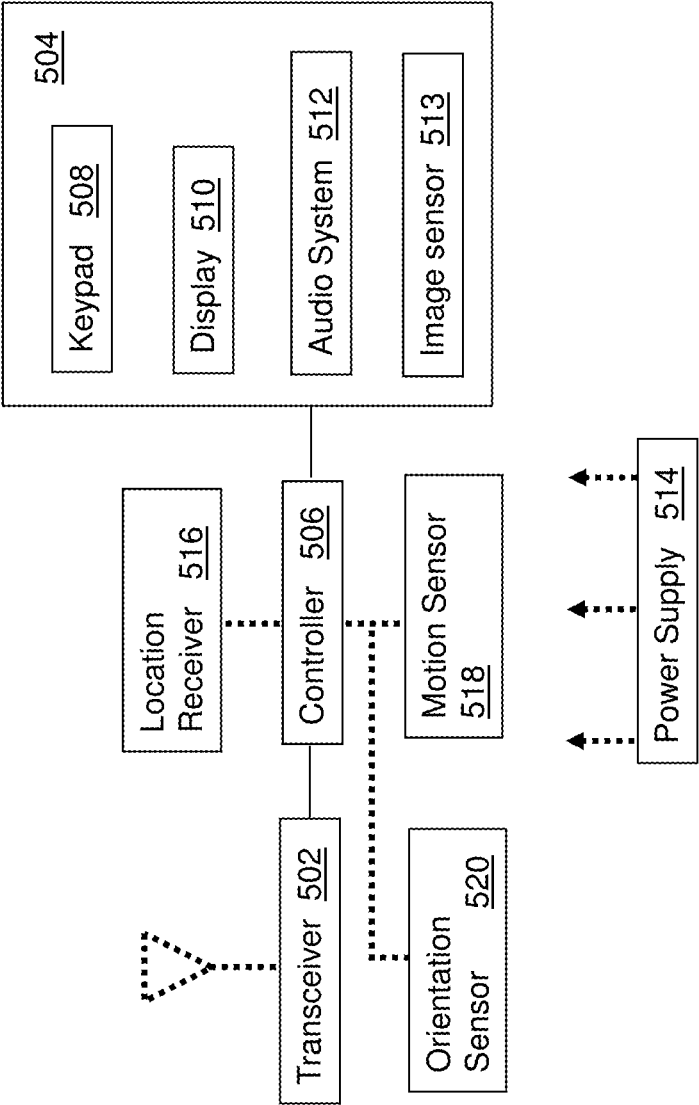 504
Keypad 508
Display 510
Audio System 512
Image sensor 513
Location
Receiver 516
Transceiver 502
Controller 506
Orientation
Sensor 520
Motion Sensor
518
Power Supply 514